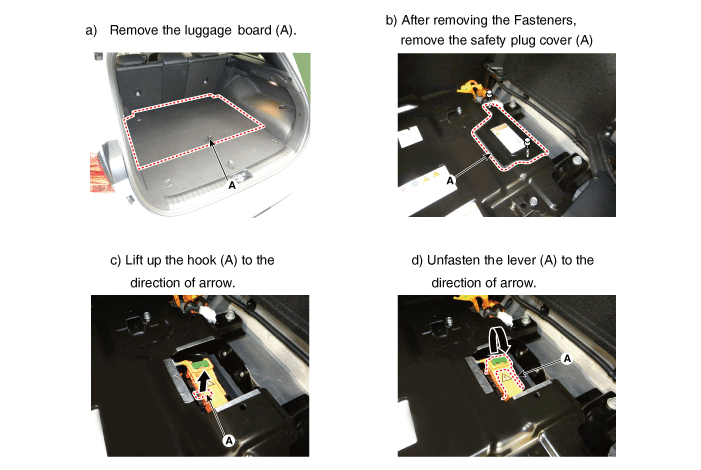 a) Remove the luggage board (A).
A
b) After removing the Fasteners,
remove the safety plug cover (A)
A
c) Lift up the hook (A) to the
direction of arrow.
A
d) Unfasten the lever (A) to the
direction of arrow.
A